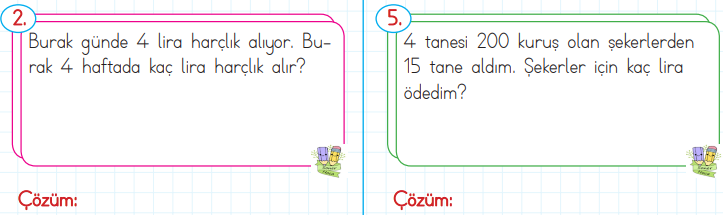 2.
Burak günde 4 lira harçlık alıyor. Bu-
rak 4 haftada kaç lira harçlık alır?
Çözüm:
5.
4 tanesi 200 kuruş olan şekerlerden
15 tane aldım. Şekerler için kaç lira
ödedim?
Çözüm: